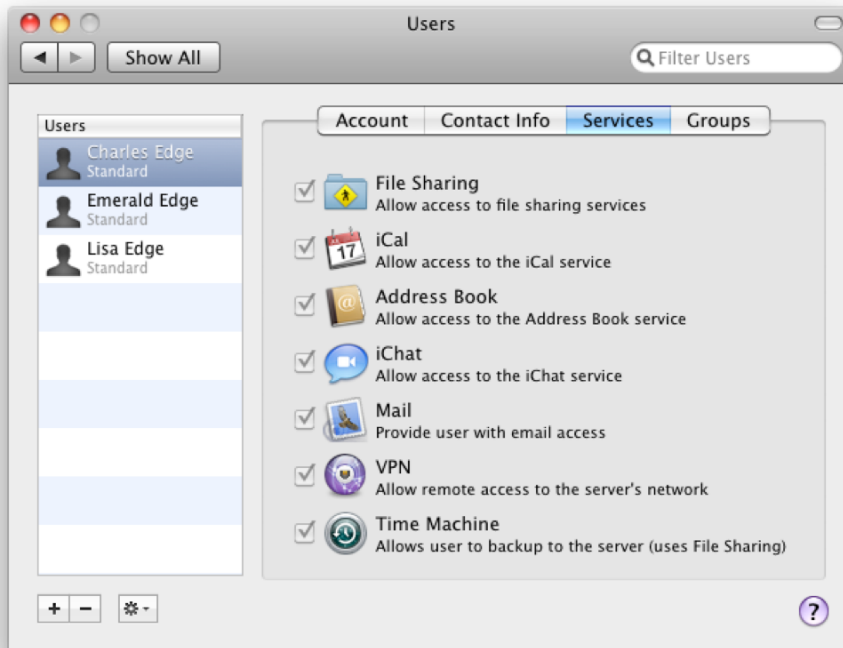 Users
Show All
Filter Users
Users
Charles Edge
Standard
Emerald Edge
Standard
Lisa Edge
Standard
Account Contact Info Services Groups
File Sharing
Allow access to file sharing services
17
iCal
Allow access to the iCal service
@
Address Book
Allow access to the Address Book service
iChat
Allow access to the iChat service
Mail
Provide user with email access
VPN
Allow remote access to the server's network
Time Machine
Allows user to backup to the server (uses File Sharing)
+ −
?